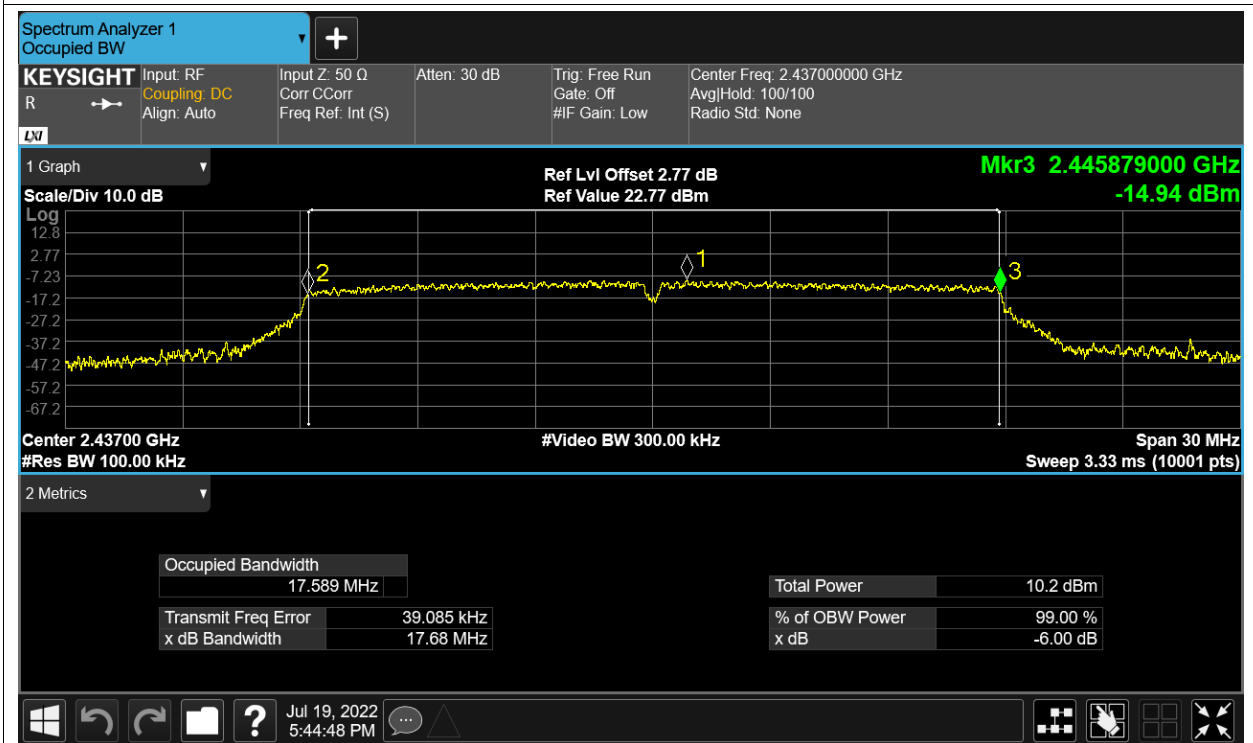 Spectrum Analyzer 1
Occupied BW
KEYSIGHT
R
LXI
Input: RF
Coupling: DC
Align: Auto
Input Z: 50 Ω
Corr CCorr
Freq Ref: Int (S)
Atten: 30 dB
Trig: Free Run
Gate: Off
#IF Gain: Low
Center Freq: 2.437000000 GHz
Avg|Hold: 100/100
Radio Std: None
1 Graph
Ref Lvl Offset 2.77 dB
Mkr3 2.445879000 GHz
Scale/Div 10.0 dB
Ref Value 22.77 dBm
-14.94 dBm
Log
12.8
2.77
-7.23
-17.2
-27.2
-37.2
-47.2
-57.2
-67.2
2
1
3
Center 2.43700 GHz
#Video BW 300.00 kHz
Span 30 MHz
#Res BW 100.00 kHz
Sweep 3.33 ms (10001 pts)
2 Metrics
Occupied Bandwidth
17.589 MHz
Total Power 10.2 dBm
Transmit Freq Error 39.085 kHz
% of OBW Power 99.00 %
x dB Bandwidth 17.68 MHz
x dB -6.00 dB
?
Jul 19, 2022
5:44:48 PM